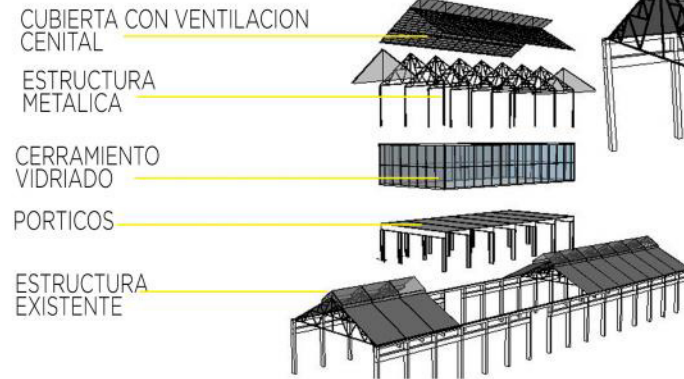 CUBIERTA CON VENTILACION
CENITAL
ESTRUCTURA
METALICA
CERRAMIENTO
VIDRIADO
PORTICOS
ESTRUCTURA
EXISTENTE